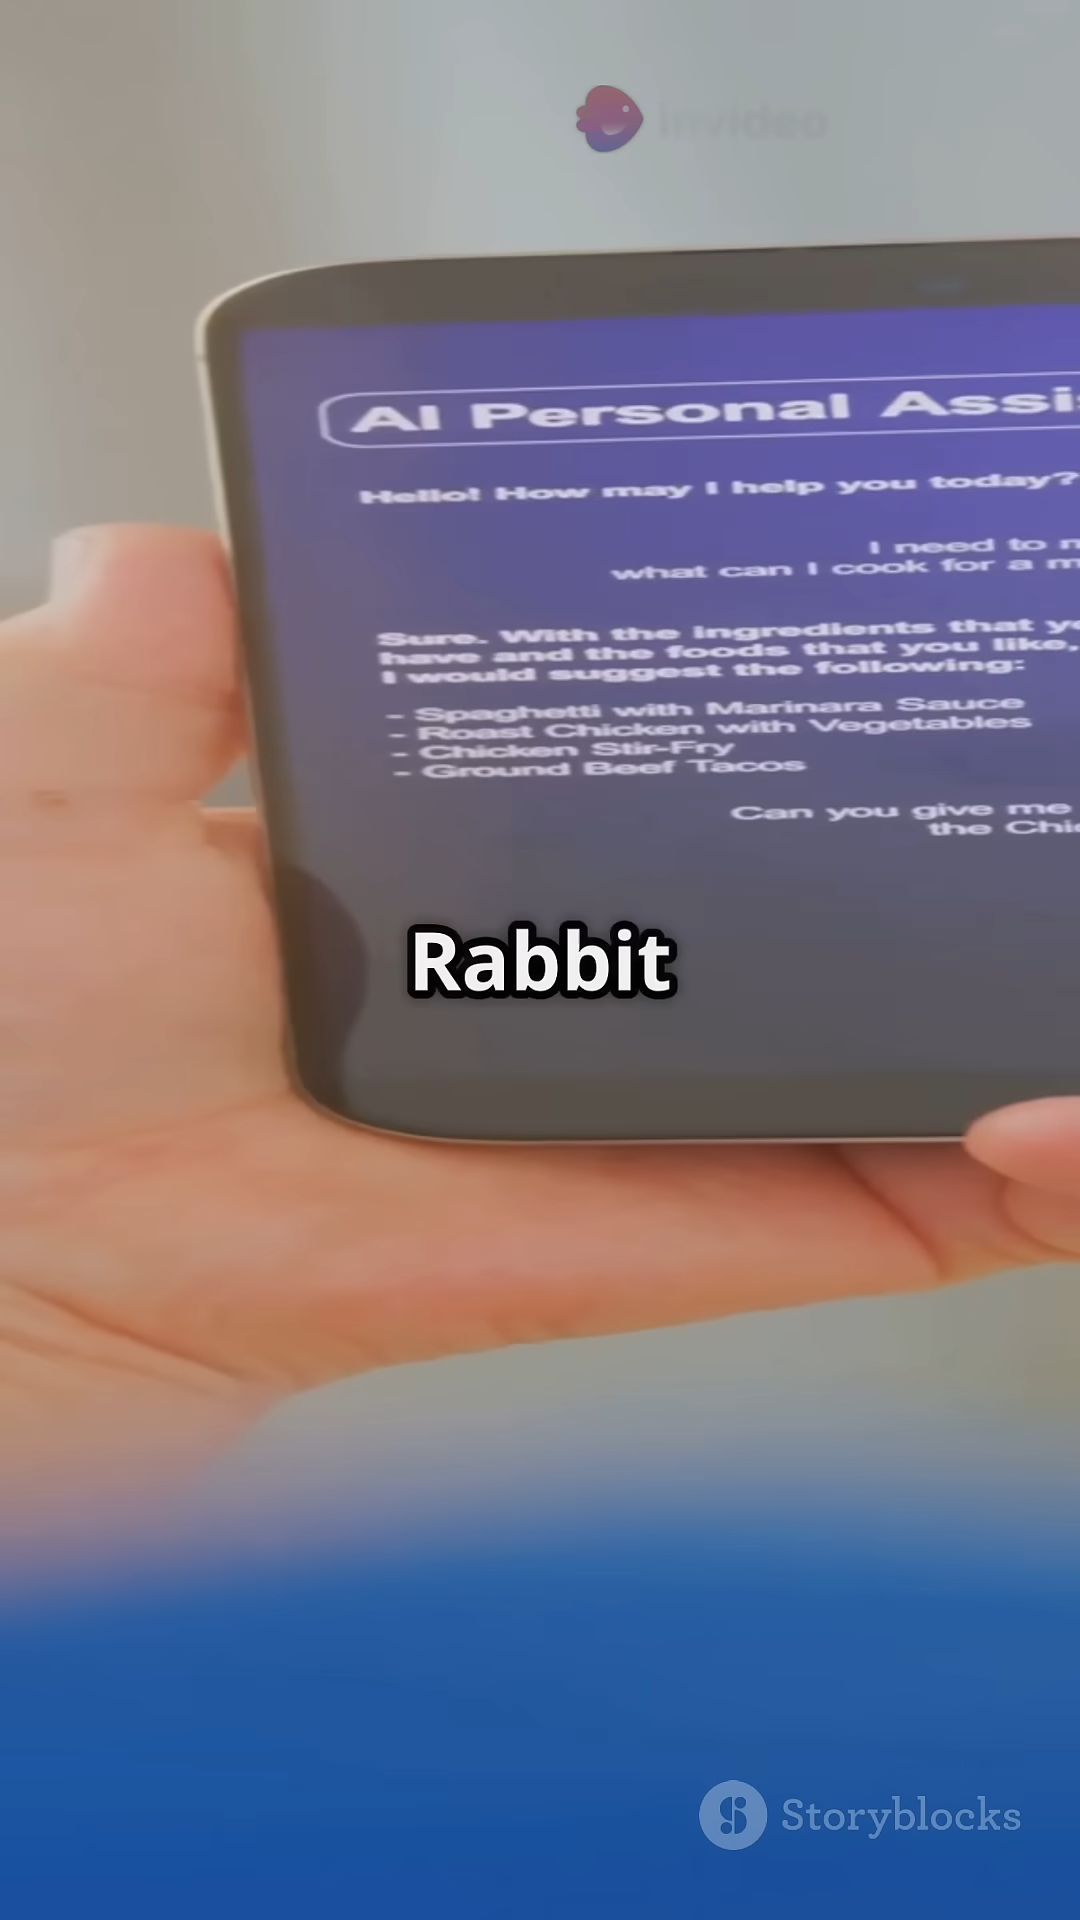 invideo
AI Personal
Hello! How may I help you today?
I need to
what can I cook for a
Sure. With the ingredients that
have and the foods that you like,
I would suggest the following:
- Spaghetti with Marinara Sauce
- Roast Chicken with Vegetables
- Chicken Stir-Fry
- Ground Beef Tacos
Can you give me
the
Rabbit
Storyblocks